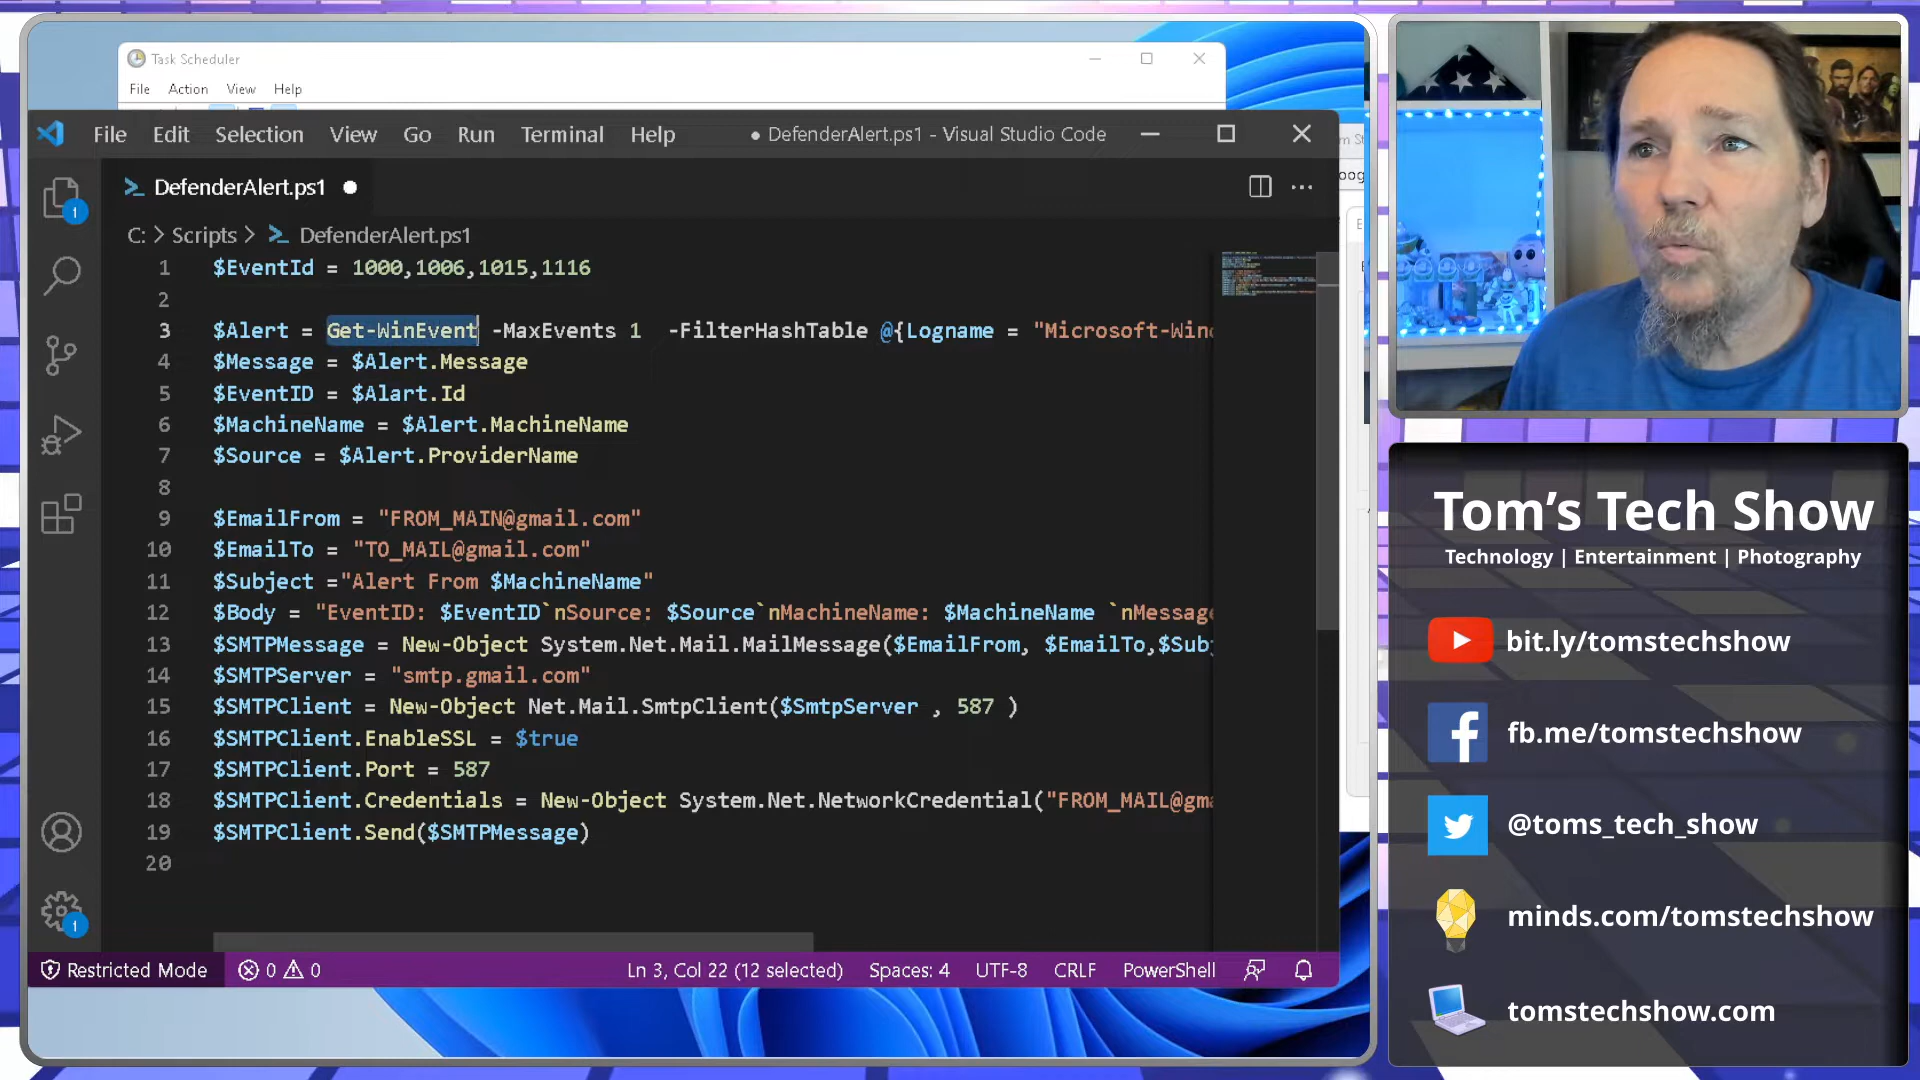 Task Scheduler
File Action View Help
File Edit Selection View Go Run Terminal Help ● DefenderAlert.ps1 - Visual Studio Code
DefenderAlert.ps1
C: > Scripts > DefenderAlert.ps1
1 $EventId = 1000,1006,1015,1116
2
3 $Alert = Get-WinEvent -MaxEvents 1 -FilterHashTable @{Logname = "Microsoft-Wind
4 $Message = $Alert.Message
5 $EventID = $Alart.Id
6 $MachineName = $Alert.MachineName
7 $Source = $Alert.ProviderName
8
9 $EmailFrom = "FROM_MAIN@gmail.com"
10 $EmailTo = "TO_MAIL@gmail.com"
11 $Subject ="Alert From $MachineName"
12 $Body = "EventID: $EventID`nSource: $Source`nMachineName: $MachineName `nMessage
13 $SMTPMessage = New-Object System.Net.Mail.MailMessage($EmailFrom, $EmailTo,$Subj
14 $SMTPServer = "smtp.gmail.com"
15 $SMTPClient = New-Object Net.Mail.SmtpClient($SmtpServer , 587 )
16 $SMTPClient.EnableSSL = $true
17 $SMTPClient.Port = 587
18 $SMTPClient.Credentials = New-Object System.Net.NetworkCredential("FROM_MAIL@gma
19 $SMTPClient.Send($SMTPMessage)
20
1
1
Restricted Mode 0 0 Ln 3, Col 22 (12 selected) Spaces: 4 UTF-8 CRLF PowerShell
Tom's Tech Show
Technology | Entertainment | Photography
bit.ly/tomstechshow
fb.me/tomstechshow
@toms_tech_show
minds.com/tomstechshow
tomstechshow.com